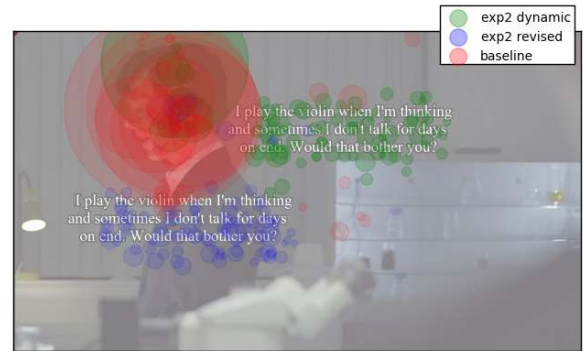 exp2 dynamic
exp2 revised
baseline
I play the violin when I'm thinking
and sometimes I don't talk for days
on end. Would that bother you?
I play the violin when I'm thinking
and sometimes I don't talk for days
on end. Would that bother you?